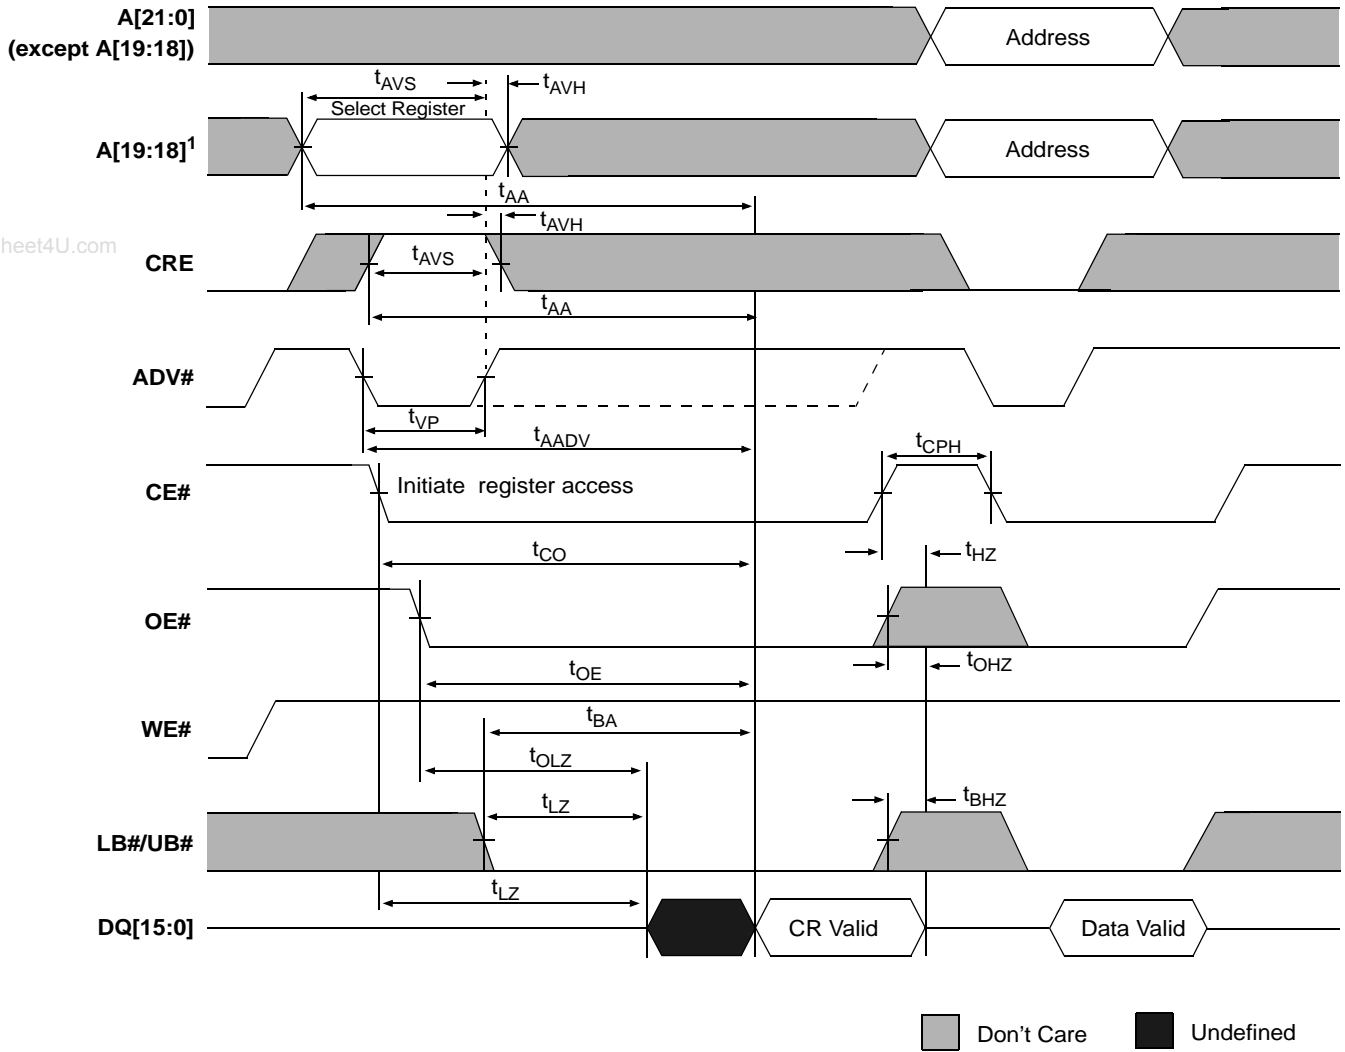 A[21:0]
(except A[19:18])
Address
tAVS
tAVH
Select Register
A[19:18]1
Address
tAA
tAVH
heet4U.com
CRE
tAVS
tAA
ADV#
tVP
tAADV
tCPH
CE#
Initiate register access
tCO
tHZ
OE#
tOE
tOHZ
WE#
tBA
tOLZ
tLZ
tBHZ
LB#/UB#
tLZ
DQ[15:0]
CR Valid
Data Valid
Don't Care
Undefined